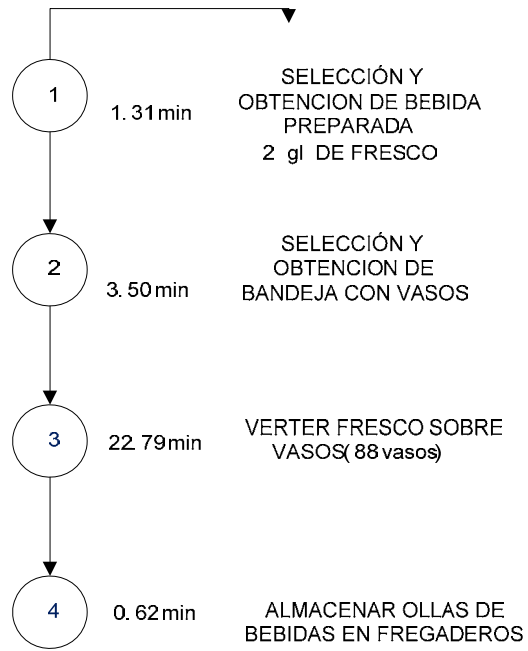 1
1.31 min
SELECCIÓN Y
OBTENCION DE BEBIDA
PREPARADA
2 gl DE FRESCO
2
3.50 min
SELECCIÓN Y
OBTENCION DE
BANDEJA CON VASOS
3
22.79 min
VERTER FRESCO SOBRE
VASOS( 88 vasos)
4
0.62 min
ALMACENAR OLLAS DE
BEBIDAS EN FREGADEROS